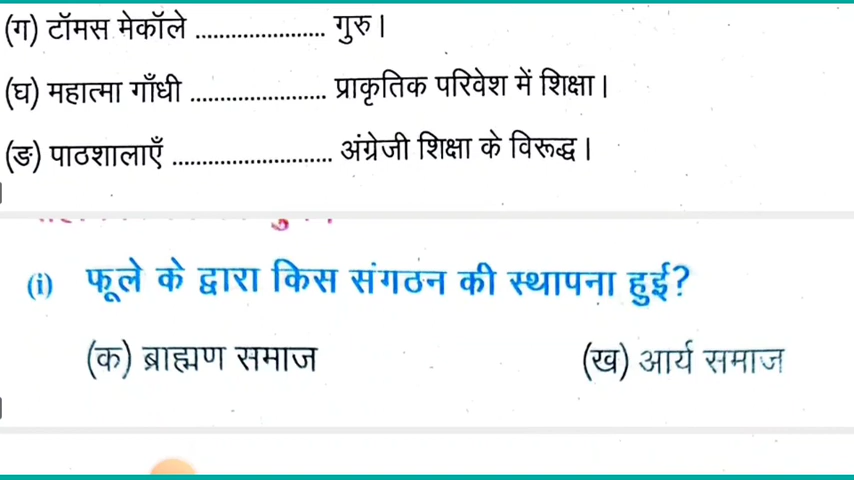 (ग) टॉमस मेकॉले ...................... गुरु।
(घ) महात्मा गाँधी ....................... प्राकृतिक परिवेश में शिक्षा।
(ङ) पाठशालाएँ ........................... अंग्रेजी शिक्षा के विरूद्ध।
(i) फूले के द्वारा किस संगठन की स्थापना हुई?
(क) ब्राह्मण समाज (ख) आर्य समाज